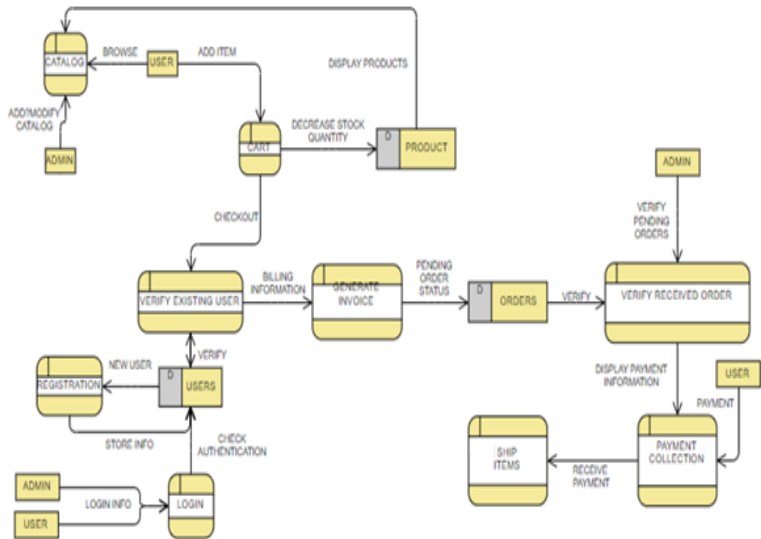 CATALOG
BROWSE
USER
ADD ITEM
DISPLAY PRODUCTS
ADD?MODIFY
CATALOG
ADMIN
CART
DECREASE STOCK
QUANTITY
D
PRODUCT
CHECKOUT
ADMIN
VERIFY
PENDING
ORDERS
VERIFY EXISTING USER
BILLING
INFORMATION
GENERATE
INVOICE
PENDING
ORDER
STATUS
D
ORDERS
VERIFY
VERIFY RECEIVED ORDER
REGISTRATION
NEW USER
VERIFY
D
USERS
STORE INFO
CHECK
AUTHENTICATION
DISPLAY PAYMENT
INFORMATION
USER
PAYMENT
PAYMENT
COLLECTION
RECEIVE
PAYMENT
SHIP
ITEMS
ADMIN
LOGIN INFO
USER
LOGIN